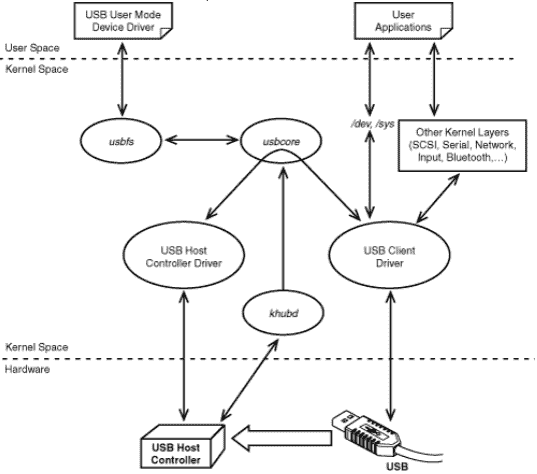 USB User Mode
Device Driver
User
Applications
User Space
Kernel Space
usbfs
usbcore
/dev, /sys
Other Kernel Layers
(SCSI, Serial, Network,
Input, Bluetooth,...)
USB Host
Controller Driver
USB Client
Driver
khubd
Kernel Space
Hardware
USB Host
Controller
USB